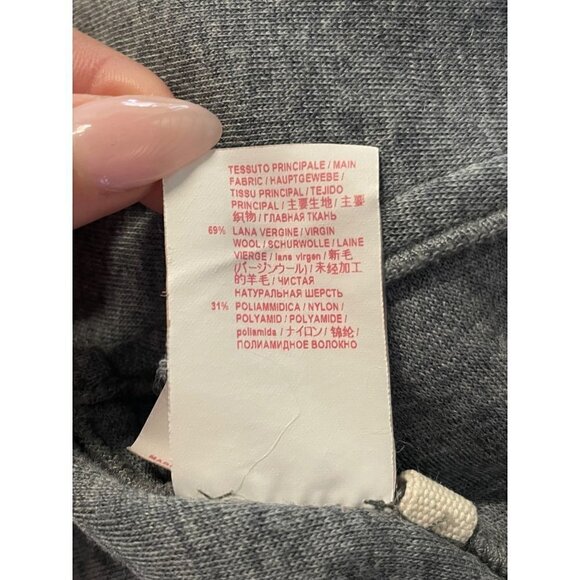 TESSUTO PRINCIPALE / MAIN
FABRIC / HAUPTGEWEBE /
TISSU PRINCIPAL / TEJIDO
PRINCIPAL / 主要生地 / 主要
织物 / ГЛАВНАЯ ТКАНЬ
69% LANA VERGINE / VIRGIN
WOOL / SCHURWOLLE / LAINE
VIERGE / lana virgen / 新毛
(バージンウール) / 未经加工
的羊毛 / ЧИСТАЯ
НАТУРАЛЬНАЯ ШЕРСТЬ
31% POLIAMMIDICA / NYLON /
POLYAMID / POLYAMIDE /
poliamida / ナイロン / 锦纶 /
ПОЛИАМИДНОЕ ВОЛОКНО